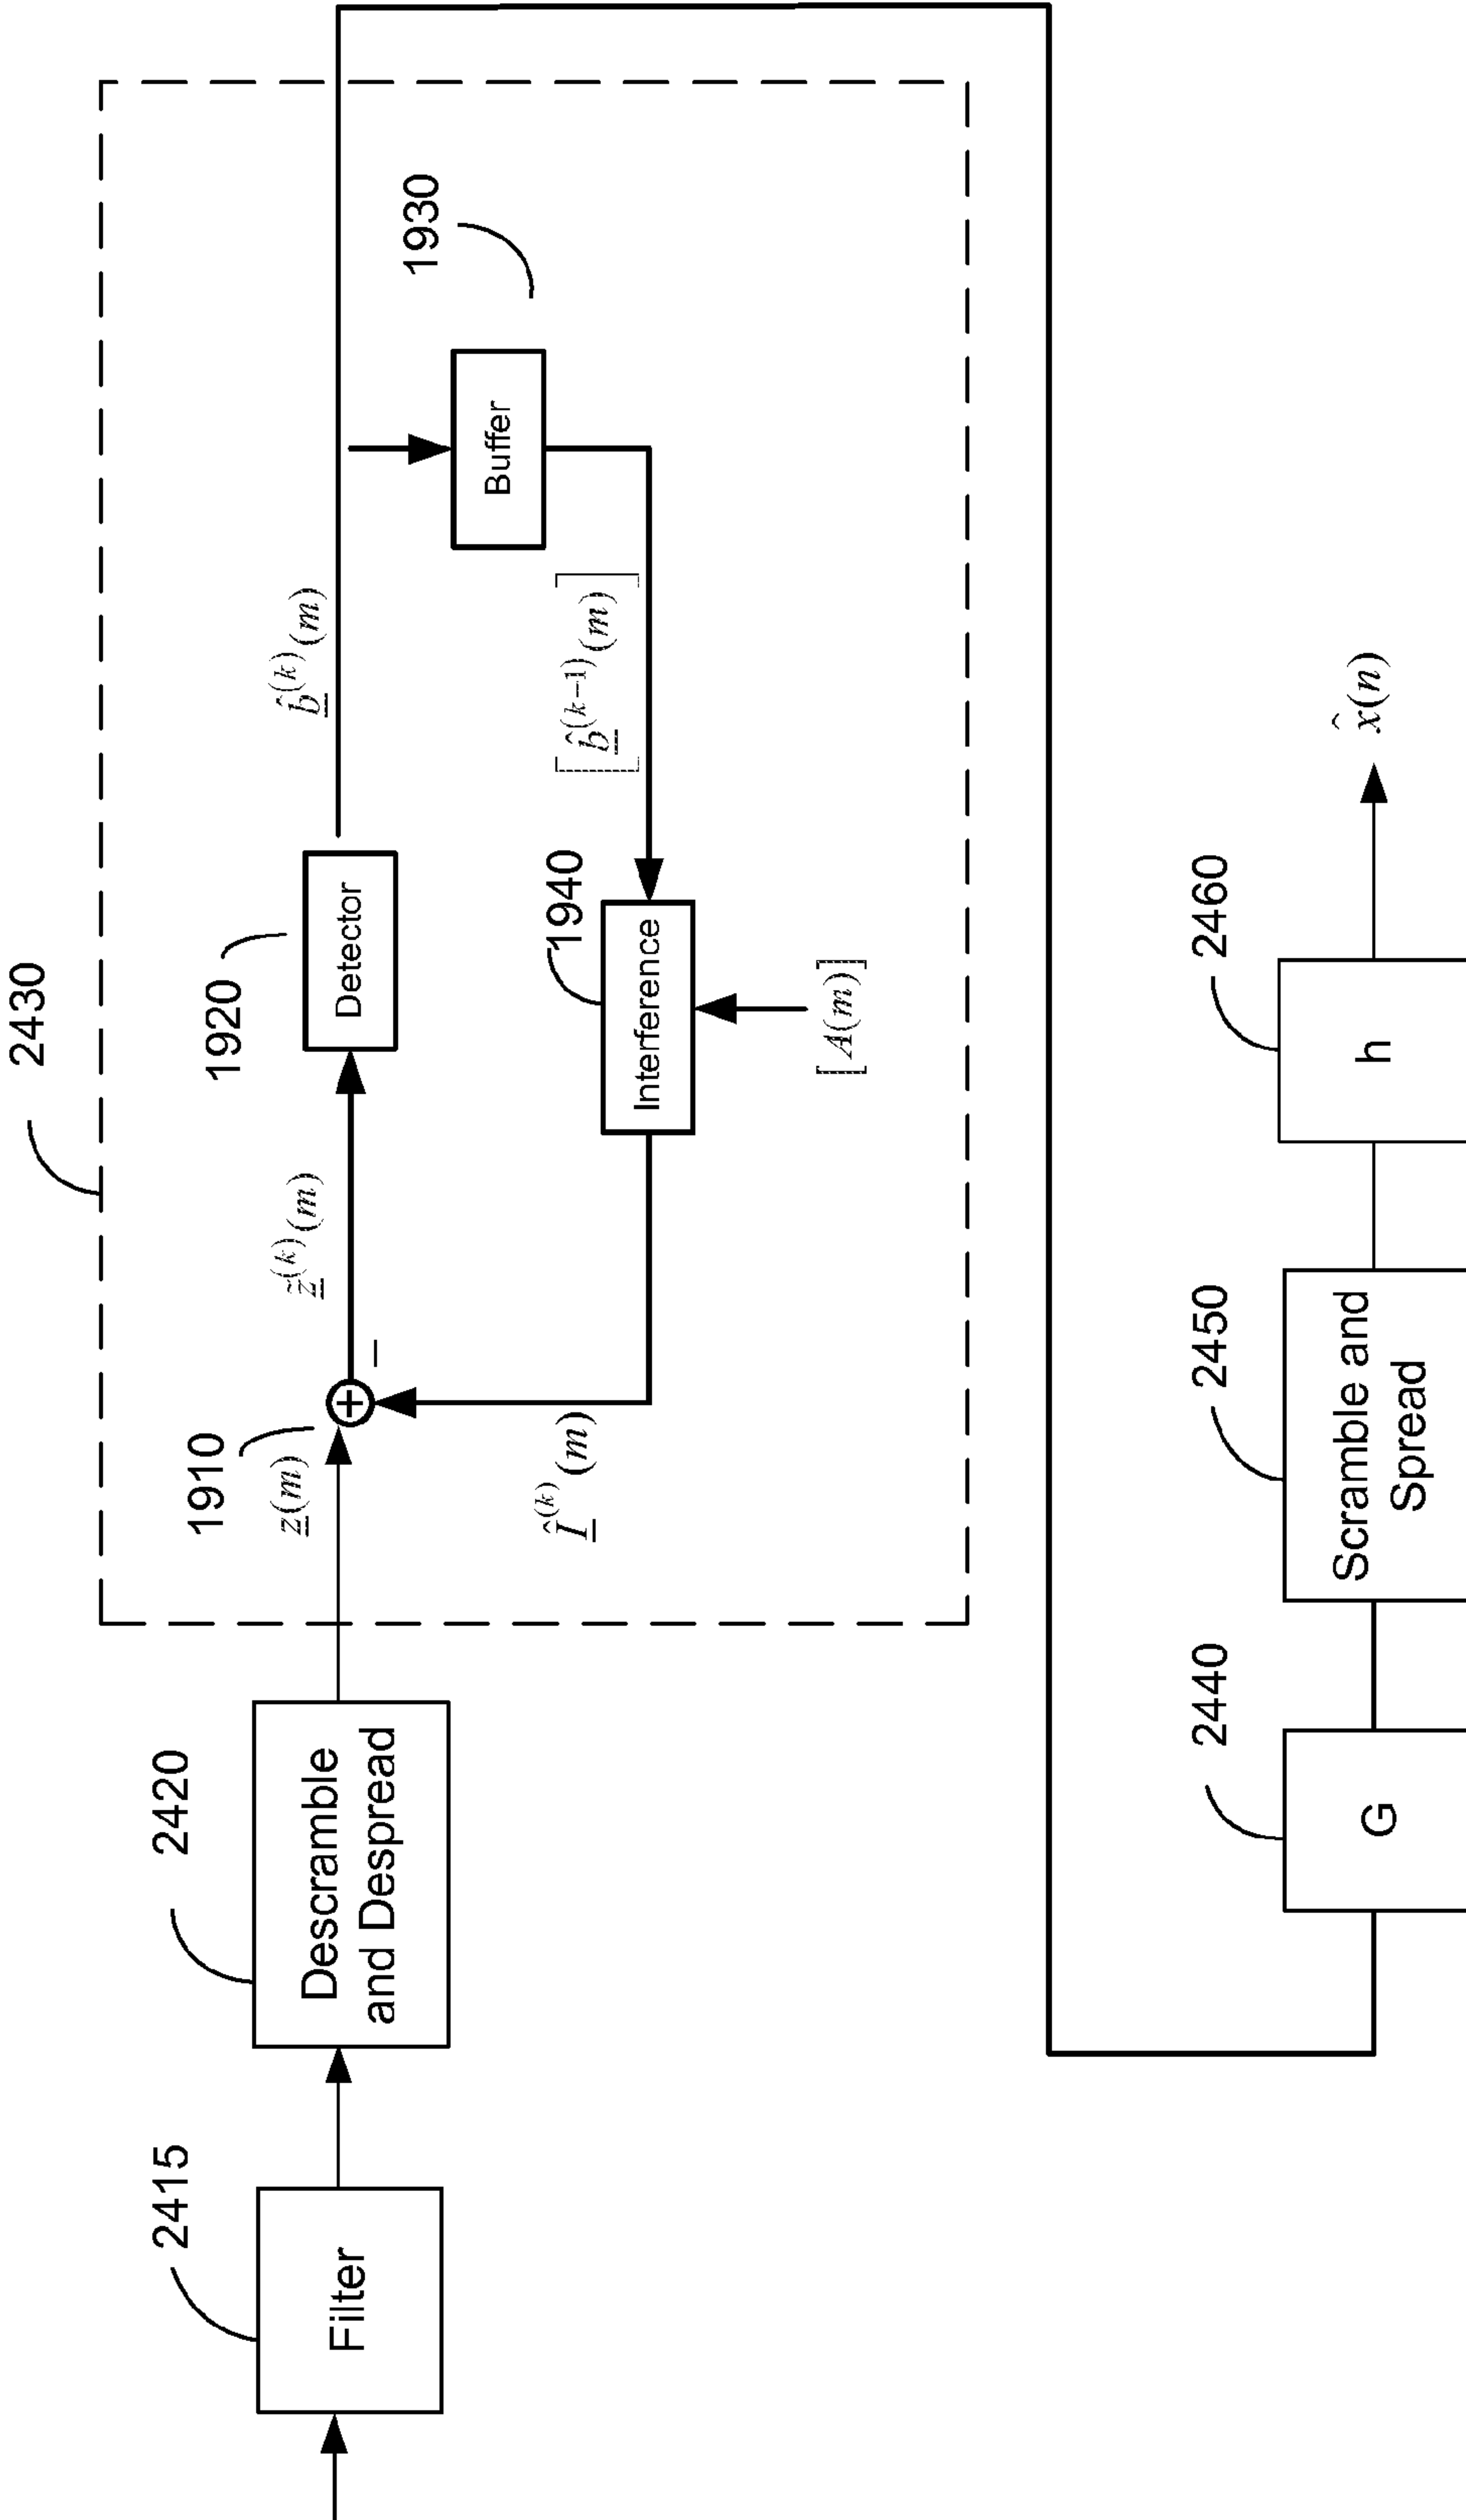 2430
1920
1910
2420
2415
b̂^(k)(m)
z̃^(k)(m)
z(m)
1930
Filter
Descramble
and Despread
Detector
Buffer
[b̂^(k−1)(m)]
Î^(k)(m)
1940
Interference
[A(m)]
−
+
2440
2450
2460
G
Scramble and
Spread
h
x̂(n)